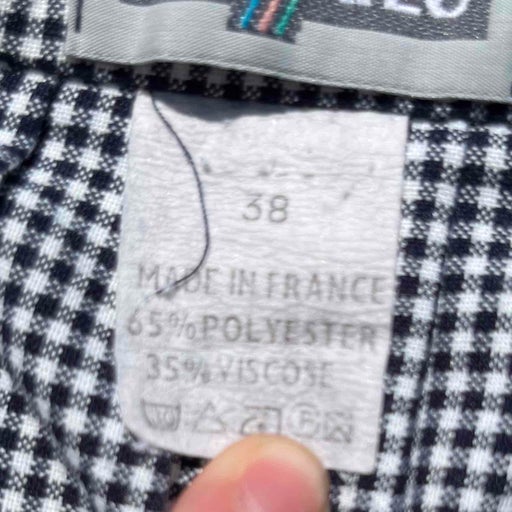 38
MADE IN FRANCE
65% POLYESTER
35% VISCOSE